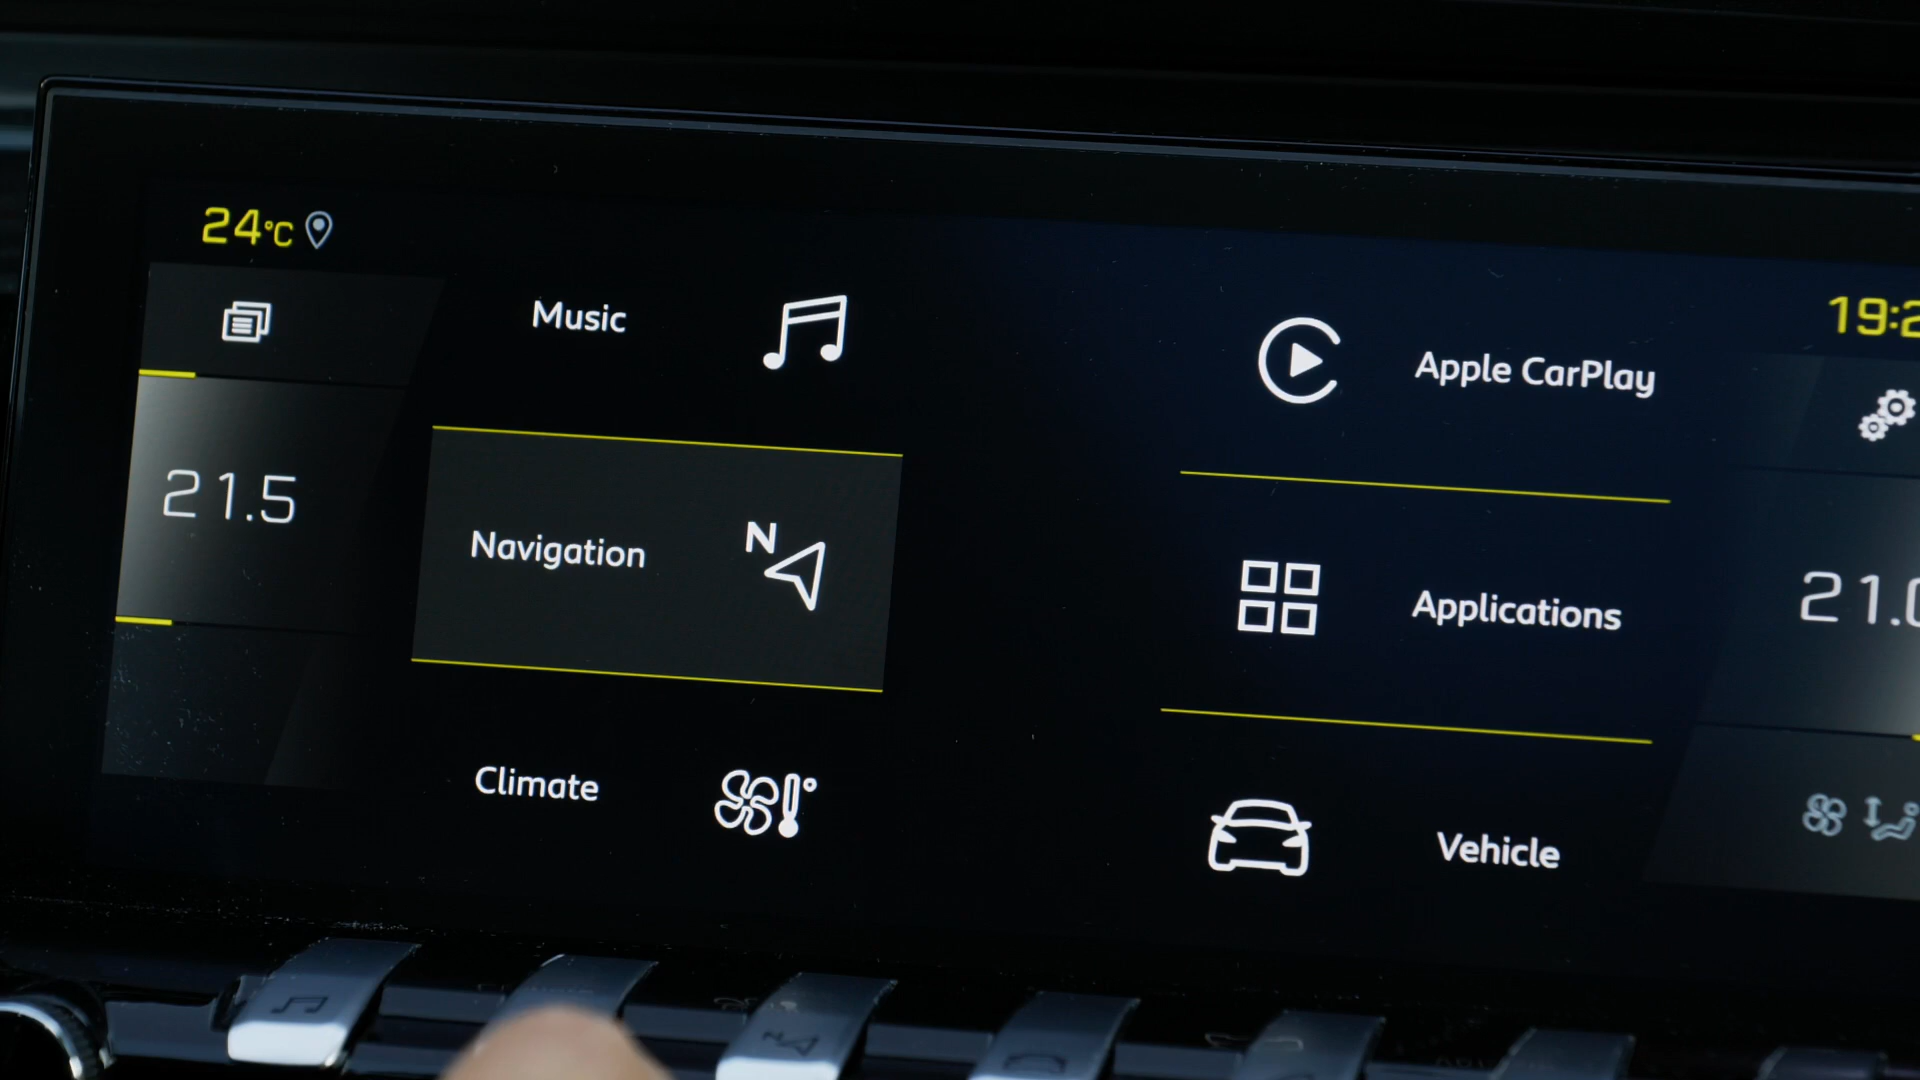 24°C
Music
Apple CarPlay
19:2
21.5
Navigation
N
Applications
21.0
Climate
Vehicle